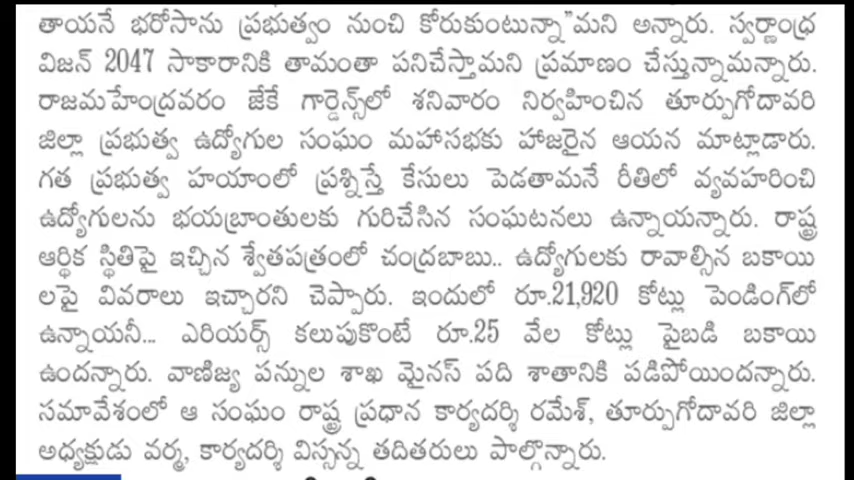 తాయనే భరోసాను ప్రభుత్వం నుంచి కోరుకుంటున్నా”మని అన్నారు. స్వర్ణాంధ్ర
విజన్ 2047 సాకారానికి తామంతా పనిచేస్తామని ప్రమాణం చేస్తున్నామన్నారు.
రాజమహేంద్రవరం జేకే గార్డెన్స్‌లో శనివారం నిర్వహించిన తూర్పుగోదావరి
జిల్లా ప్రభుత్వ ఉద్యోగుల సంఘం మహాసభకు హాజరైన ఆయన మాట్లాడారు.
గత ప్రభుత్వ హయాంలో ప్రశ్నిస్తే కేసులు పెడతామనే రీతిలో వ్యవహరించి
ఉద్యోగులను భయబ్రాంతులకు గురిచేసిన సంఘటనలు ఉన్నాయన్నారు. రాష్ట్ర
ఆర్థిక స్థితిపై ఇచ్చిన శ్వేతపత్రంలో చంద్రబాబు.. ఉద్యోగులకు రావాల్సిన బకాయి
లపై వివరాలు ఇచ్చారని చెప్పారు. ఇందులో రూ.21,920 కోట్లు పెండింగ్‌లో
ఉన్నాయనీ... ఎరియర్స్ కలుపుకొంటే రూ.25 వేల కోట్లు పైబడి బకాయి
ఉందన్నారు. వాణిజ్య పన్నుల శాఖ మైనస్ పది శాతానికి పడిపోయిందన్నారు.
సమావేశంలో ఆ సంఘం రాష్ట్ర ప్రధాన కార్యదర్శి రమేశ్, తూర్పుగోదావరి జిల్లా
అధ్యక్షుడు వర్మ, కార్యదర్శి విస్సన్న తదితరులు పాల్గొన్నారు.